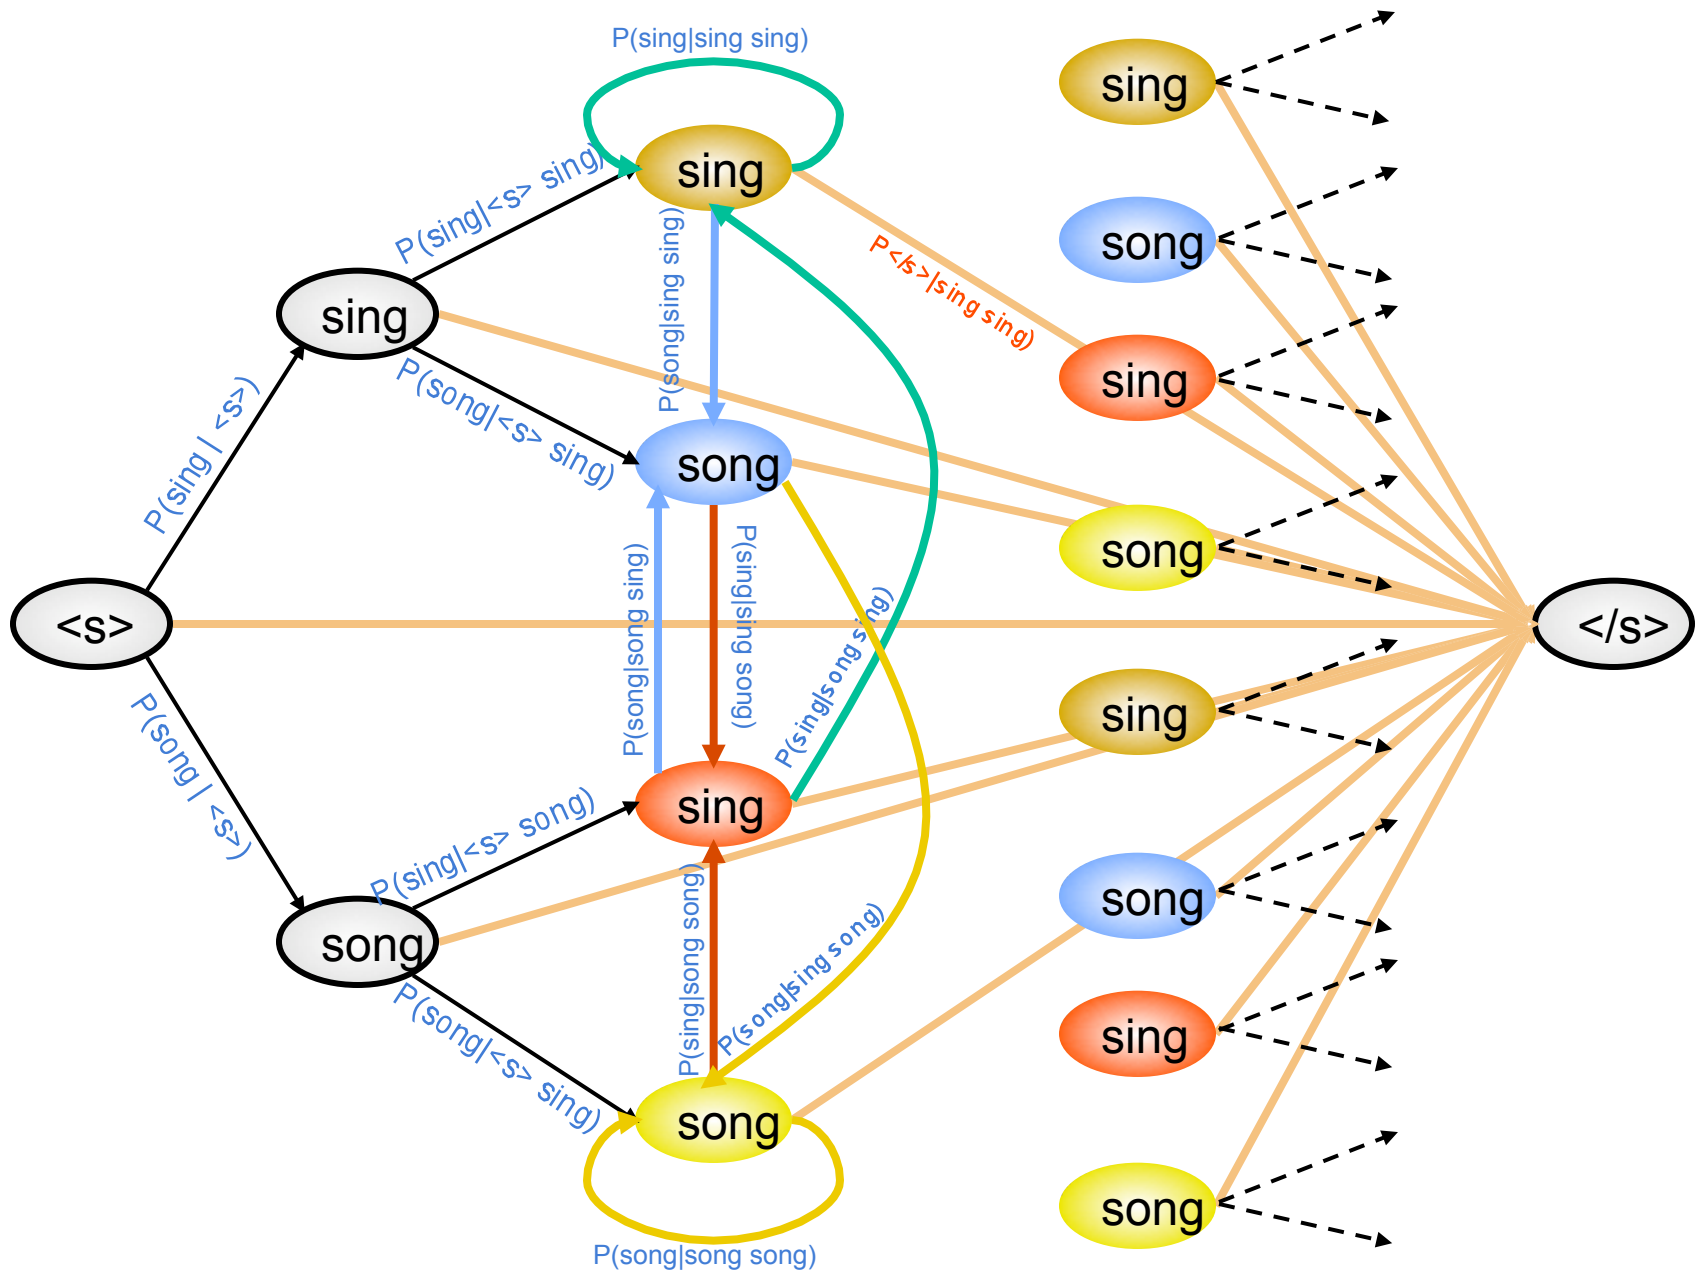 P(sing|sing sing)
sing
sing
P(sing|<s> sing)
song
P(song|sing sing)
P</s>|sing sing)
sing
sing
P(song|<s> sing)
P(sing | <s>)
song
song
P(song|song sing)
P(sing|sing song)
P(sing|song sing)
<s>
</s>
P(song | <s>)
sing
sing
P(sing|<s> song)
song
song
P(sing|song song)
P(song|sing song)
P(song|<s> sing)
sing
song
song
P(song|song song)